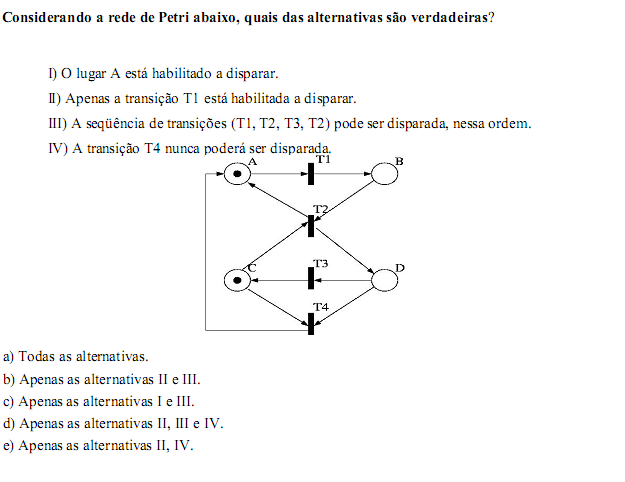 Considerando a rede de Petri abaixo, quais das alternativas são verdadeiras?
I) O lugar A está habilitado a disparar.
II) Apenas a transição T1 está habilitada a disparar.
III) A seqüência de transições (T1, T2, T3, T2) pode ser disparada, nessa ordem.
IV) A transição T4 nunca poderá ser disparada.
A T1 B
T2
C T3 D
T4
a) Todas as alternativas.
b) Apenas as alternativas II e III.
c) Apenas as alternativas I e III.
d) Apenas as alternativas II, III e IV.
e) Apenas as alternativas II, IV.